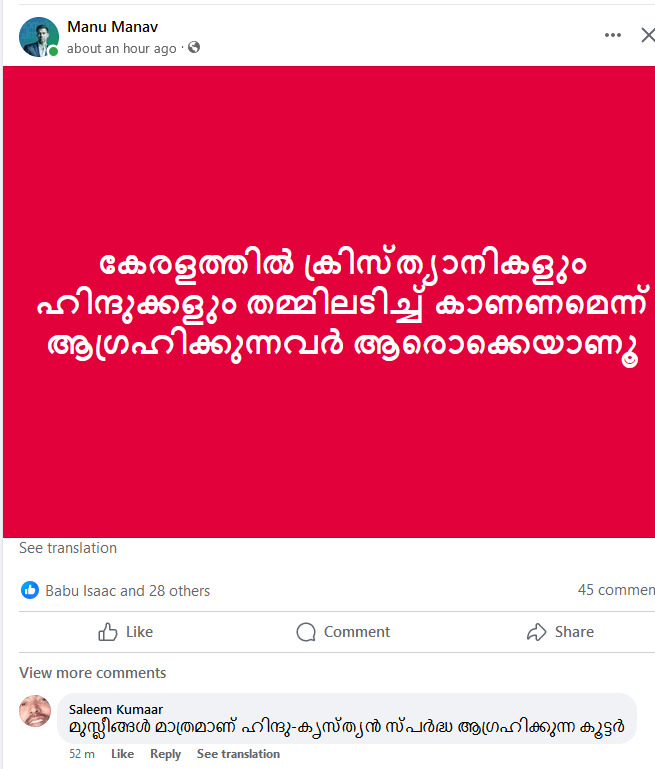 Manu Manav
about an hour ago ·
കേരളത്തിൽ ക്രിസ്ത്യാനികളും
ഹിന്ദുക്കളും തമ്മിലടിച്ച് കാണണമെന്ന്
ആഗ്രഹിക്കുന്നവർ ആരൊക്കെയാണൂ
See translation
Babu Isaac and 28 others 45 commen
Like Comment Share
View more comments
Saleem Kumaar
മുസ്ലീങ്ങൾ മാത്രമാണ് ഹിന്ദു-കൃസ്ത്യൻ സ്പർദ്ധ ആഗ്രഹിക്കുന്ന കൂട്ടർ
52 m Like Reply See translation